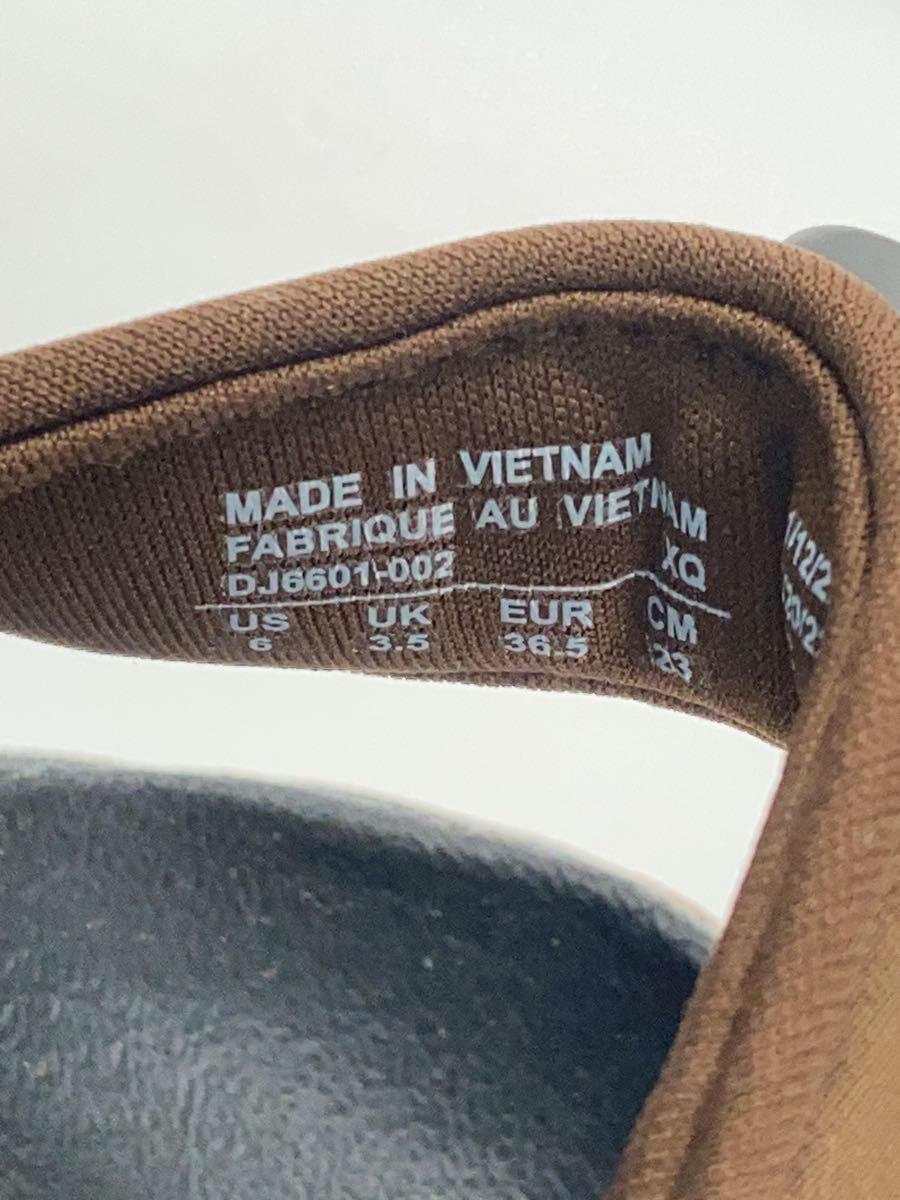 MADE IN VIETNAM
FABRIQUE AU VIETNAM
DJ6601-002 XQ
US UK EUR CM
6 3.5 36.5 23